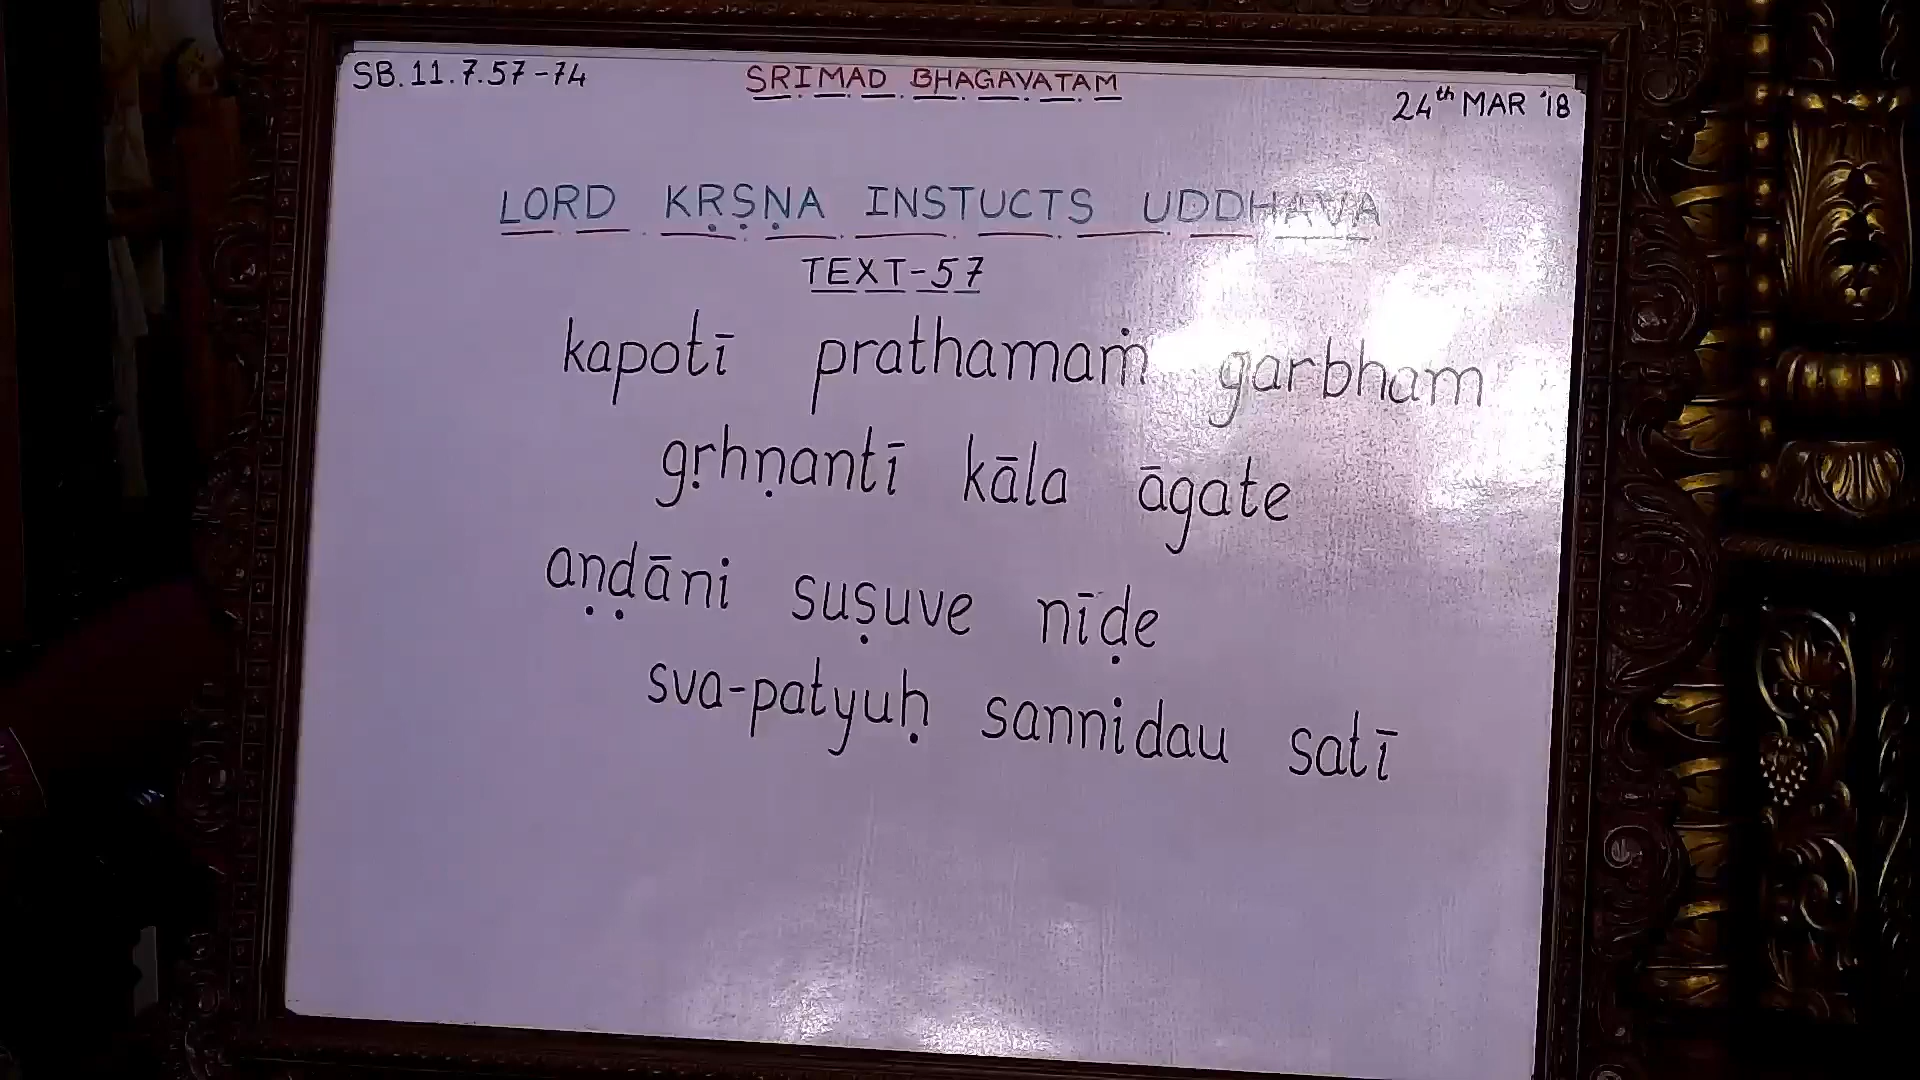 SB.11.7.57-74
SRIMAD BHAGAVATAM
24th MAR '18
LORD KṚṢṆA INSTUCTS UDDHAVA
TEXT-57
kapotī prathamaṁ garbham
gṛhṇantī kāla āgate
aṇḍāni suṣuve nīḍe
sva-patyuḥ sannidau satī